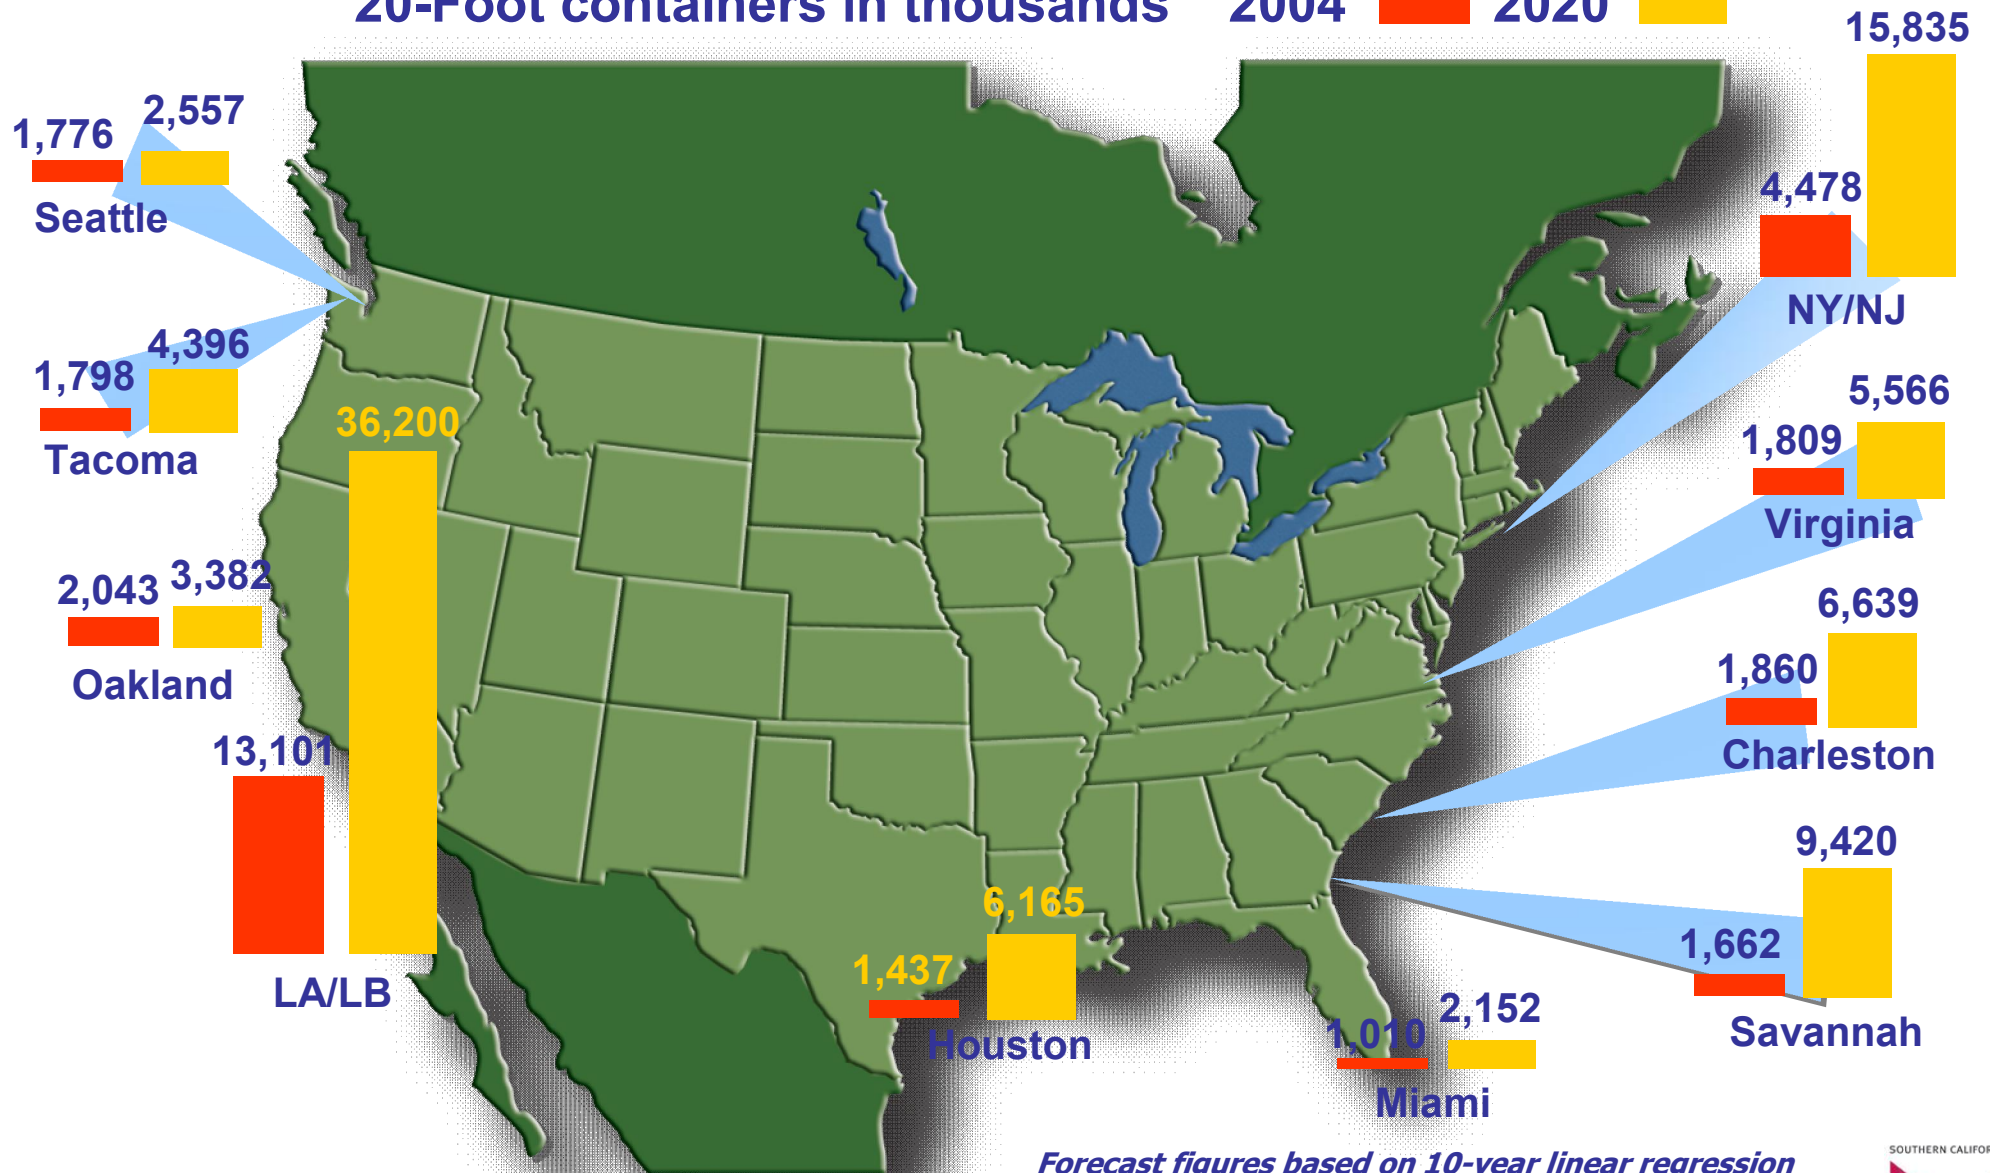 20-Foot containers in thousands 2004 2020
15,835
2,557
1,776
Seattle
4,478
NY/NJ
4,396
1,798
Tacoma
36,200
5,566
1,809
Virginia
2,043 3,382
Oakland
6,639
1,860
Charleston
13,101
LA/LB
9,420
1,662
Savannah
6,165
1,437
Houston
2,152
1,010
Miami
Forecast figures based on 10-year linear regression
SOUTHERN